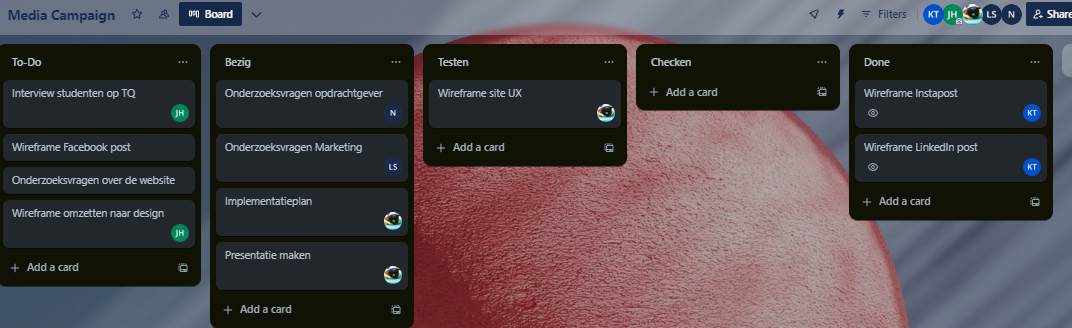 Media Campaign
Board
Filters
KT
JH
LS
N
Share
To-Do
Interview studenten op TQ
JH
Wireframe Facebook post
Onderzoeksvragen over de website
Wireframe omzetten naar design
JH
+ Add a card
Bezig
Onderzoeksvragen opdrachtgever
N
Onderzoeksvragen Marketing
LS
Implementatieplan
Presentatie maken
+ Add a card
Testen
Wireframe site UX
+ Add a card
Checken
+ Add a card
Done
Wireframe Instapost
KT
Wireframe LinkedIn post
KT
+ Add a card